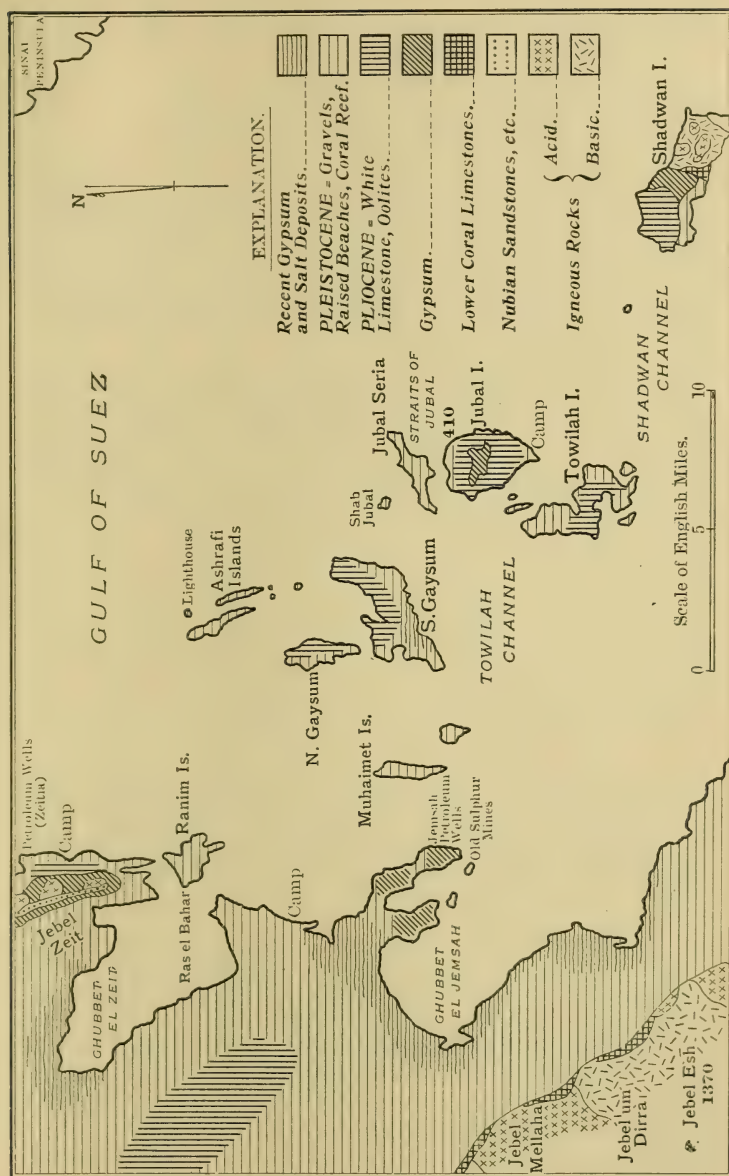 SINAI
PENINSULA
N
GULF OF SUEZ
EXPLANATION.
Recent Gypsum
and Salt Deposits
PLEISTOCENE = Gravels,
Raised Beaches, Coral Reef.
PLIOCENE = White
Limestone, Oolites
Gypsum
Lower Coral Limestones
Nubian Sandstones, etc.
Igneous Rocks { Acid
Basic
Petroleum Wells
(Zeitia)
Camp
Jebel
Zeit
GHUBBET
EL ZEIT
Ranim Is.
Ras el Bahar
Camp
Lighthouse
Ashrafi
Islands
N. Gaysum
S. Gaysum
Shab
Jubal
Jubal Seria
STRAITS OF
JUBAL
410
Jubal I.
Camp
Towilah I.
TOWILAH
CHANNEL
Muhaimet Is.
Jemsah
Petroleum
Wells
Old Sulphur
Mines
GHUBBET
EL JEMSAH
Shadwan I.
SHADWAN
CHANNEL
Jebel
Mellaha
Jebel um
Dirra
Jebel Esh
1370
0 5 10
Scale of English Miles.